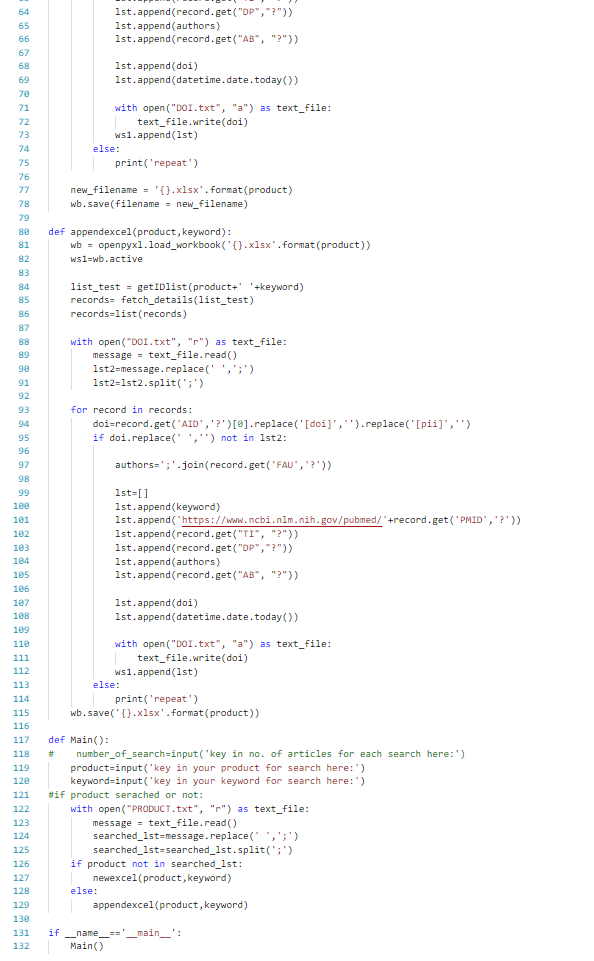 64 lst.append(record.get("DP","?"))
65 lst.append(authors)
66 lst.append(record.get("AB", "?"))
67
68 lst.append(doi)
69 lst.append(datetime.date.today())
70
71 with open("DOI.txt", "a") as text_file:
72 text_file.write(doi)
73 ws1.append(lst)
74 else:
75 print('repeat')
76
77 new_filename = '{}.xlsx'.format(product)
78 wb.save(filename = new_filename)
79
80 def appendexcel(product,keyword):
81 wb = openpyxl.load_workbook('{}.xlsx'.format(product))
82 ws1=wb.active
83
84 list_test = getIDlist(product+' '+keyword)
85 records= fetch_details(list_test)
86 records=list(records)
87
88 with open("DOI.txt", "r") as text_file:
89 message = text_file.read()
90 lst2=message.replace(' ',';')
91 lst2=lst2.split(';')
92
93 for record in records:
94 doi=record.get('AID','?')[0].replace('[doi]','').replace('[pii]','')
95 if doi.replace(' ','') not in lst2:
96
97 authors=';'.join(record.get('FAU','?'))
98
99 lst=[]
100 lst.append(keyword)
101 lst.append('https://www.ncbi.nlm.nih.gov/pubmed/'+record.get('PMID','?'))
102 lst.append(record.get("TI", "?"))
103 lst.append(record.get("DP","?"))
104 lst.append(authors)
105 lst.append(record.get("AB", "?"))
106
107 lst.append(doi)
108 lst.append(datetime.date.today())
109
110 with open("DOI.txt", "a") as text_file:
111 text_file.write(doi)
112 ws1.append(lst)
113 else:
114 print('repeat')
115 wb.save('{}.xlsx'.format(product))
116
117 def Main():
118 # number_of_search=input('key in no. of articles for each search here:')
119 product=input('key in your product for search here:')
120 keyword=input('key in your keyword for search here:')
121 #if product serached or not:
122 with open("PRODUCT.txt", "r") as text_file:
123 message = text_file.read()
124 searched_lst=message.replace(' ',';')
125 searched_lst=searched_lst.split(';')
126 if product not in searched_lst:
127 newexcel(product,keyword)
128 else:
129 appendexcel(product,keyword)
130
131 if __name__=='__main__':
132 Main()